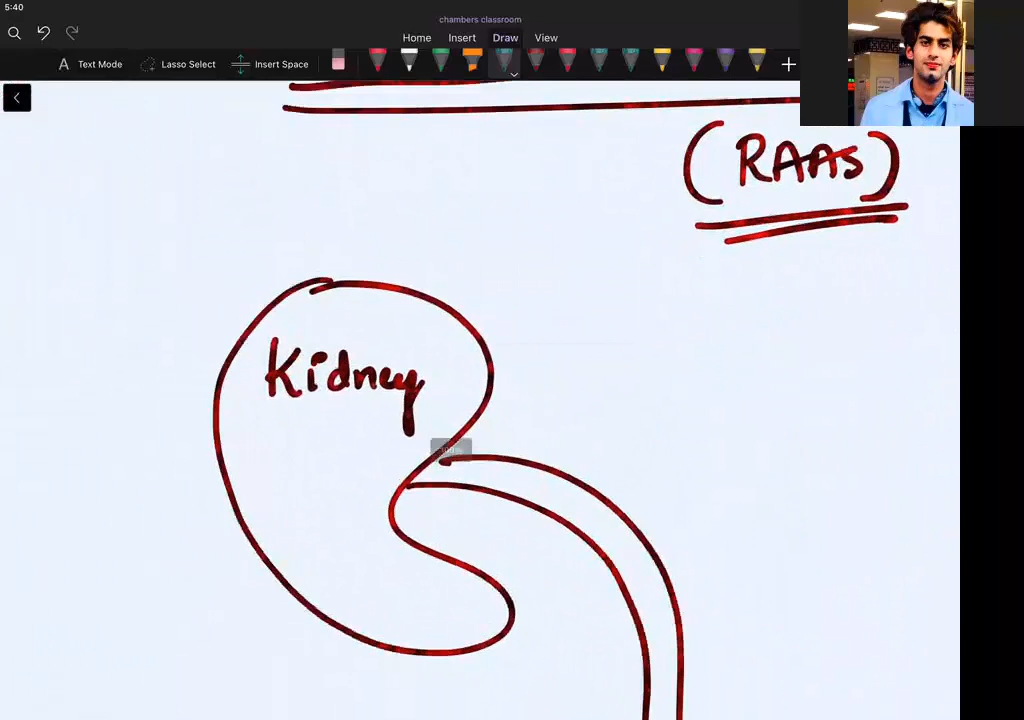 5:40
chambers classroom
Home Insert Draw View
Text Mode Lasso Select Insert Space
(RAAS)
Kidney